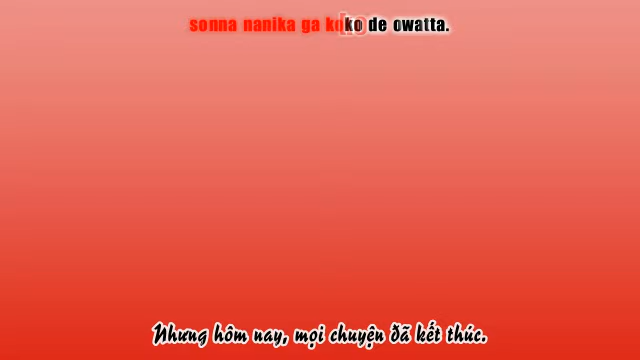 sonna nanika ga koko de owatta.
Nhưng hôm nay, mọi chuyện đã kết thúc.